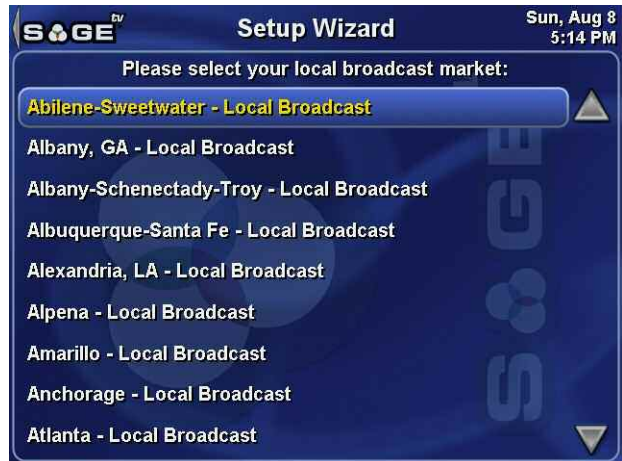 SAGE tv
Setup Wizard
Sun, Aug 8
5:14 PM
Please select your local broadcast market:
Abilene-Sweetwater - Local Broadcast
Albany, GA - Local Broadcast
Albany-Schenectady-Troy - Local Broadcast
Albuquerque-Santa Fe - Local Broadcast
Alexandria, LA - Local Broadcast
Alpena - Local Broadcast
Amarillo - Local Broadcast
Anchorage - Local Broadcast
Atlanta - Local Broadcast
SAGE